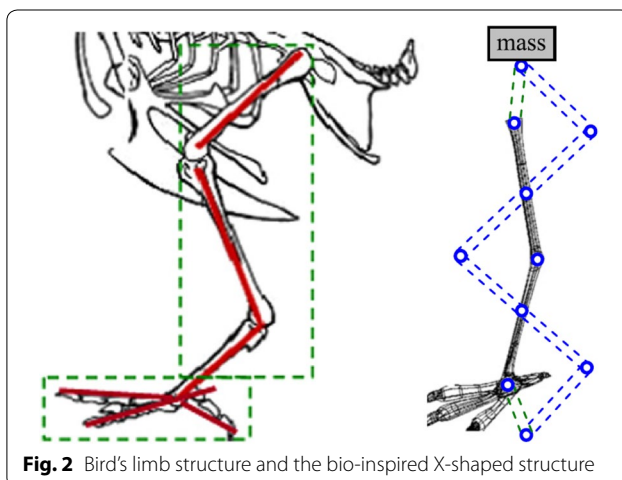 mass
Fig. 2 Bird's limb structure and the bio-inspired X-shaped structure